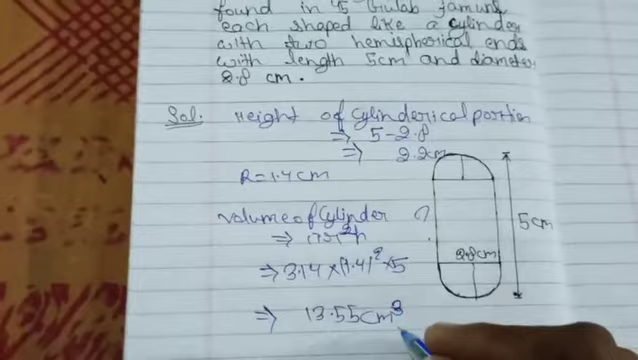 found in 45 Gulab Jamuns
each shaped like a cylinder
with two hemispherical ends
with length 5cm and diameter
2.8 cm.
Sol. Height of Cylinderical portion
⇒ 5-2.8
⇒ 2.2cm
R=1.4cm
Volume of Cylinder
⇒ πr²h
5cm
2.8cm
⇒ 3.14×(1.4)²×5
⇒ 13.55cm³